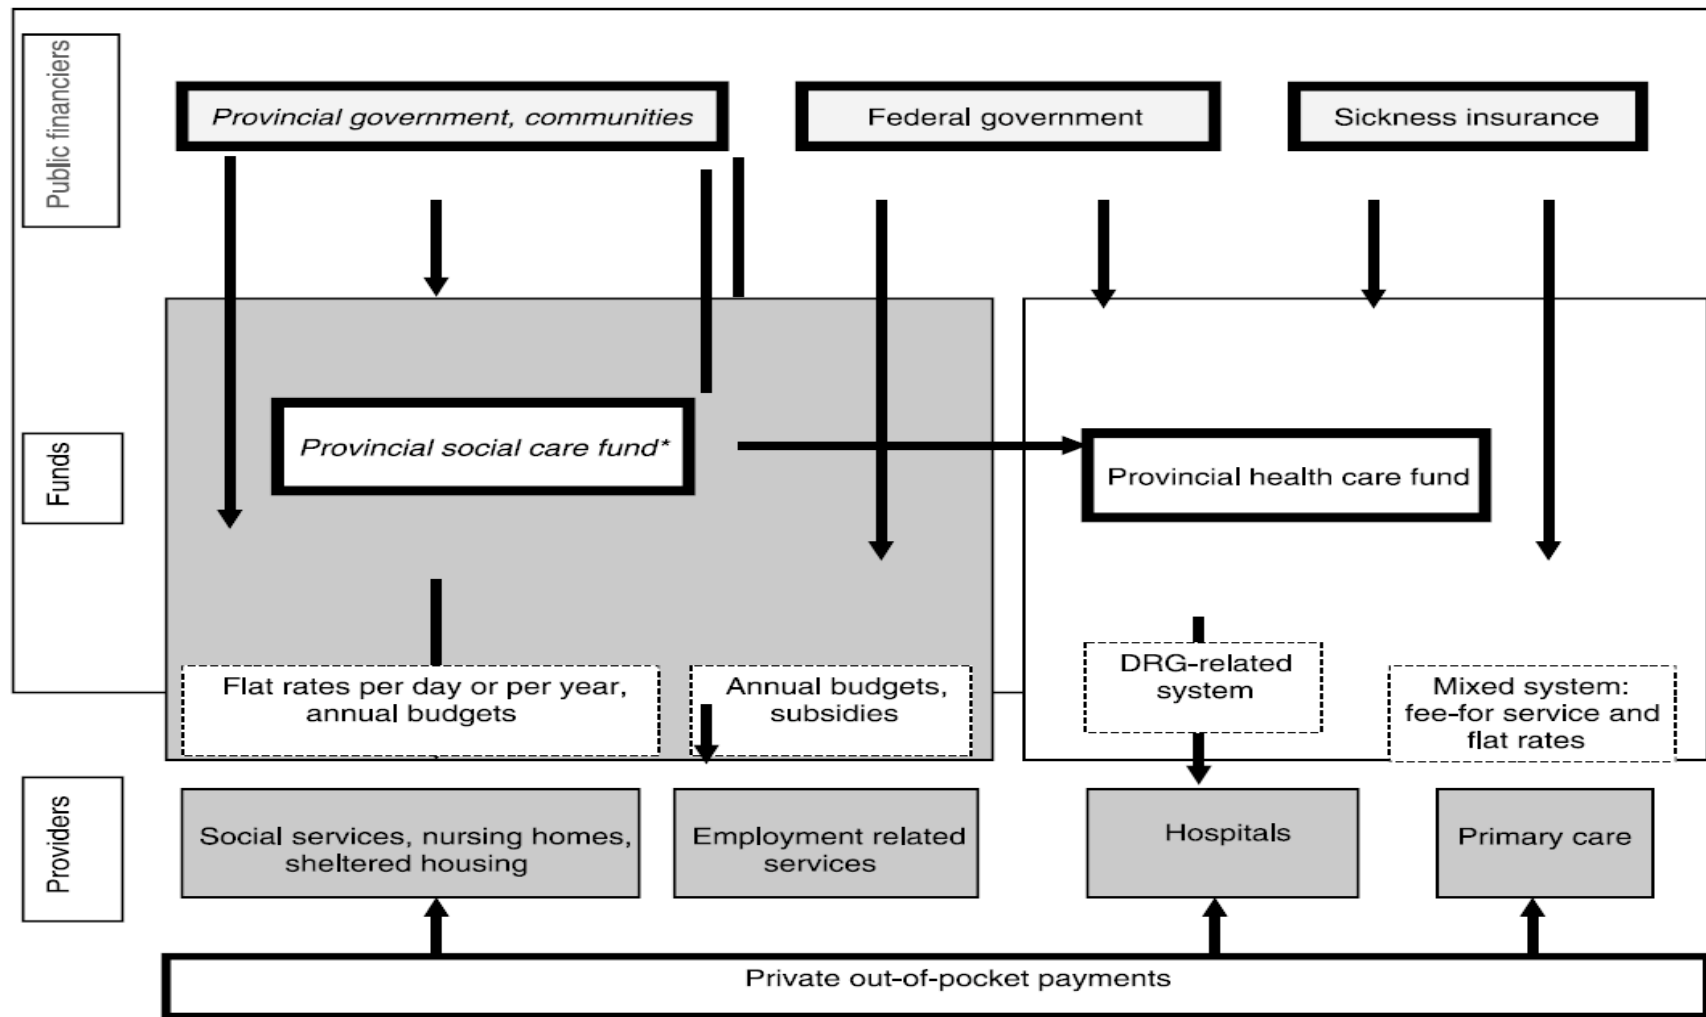 Public financiers
Provincial government, communities
Federal government
Sickness insurance
Funds
Provincial social care fund*
Provincial health care fund
Flat rates per day or per year,
annual budgets
Annual budgets,
subsidies
DRG-related
system
Mixed system:
fee-for service and
flat rates
Providers
Social services, nursing homes,
sheltered housing
Employment related
services
Hospitals
Primary care
Private out-of-pocket payments